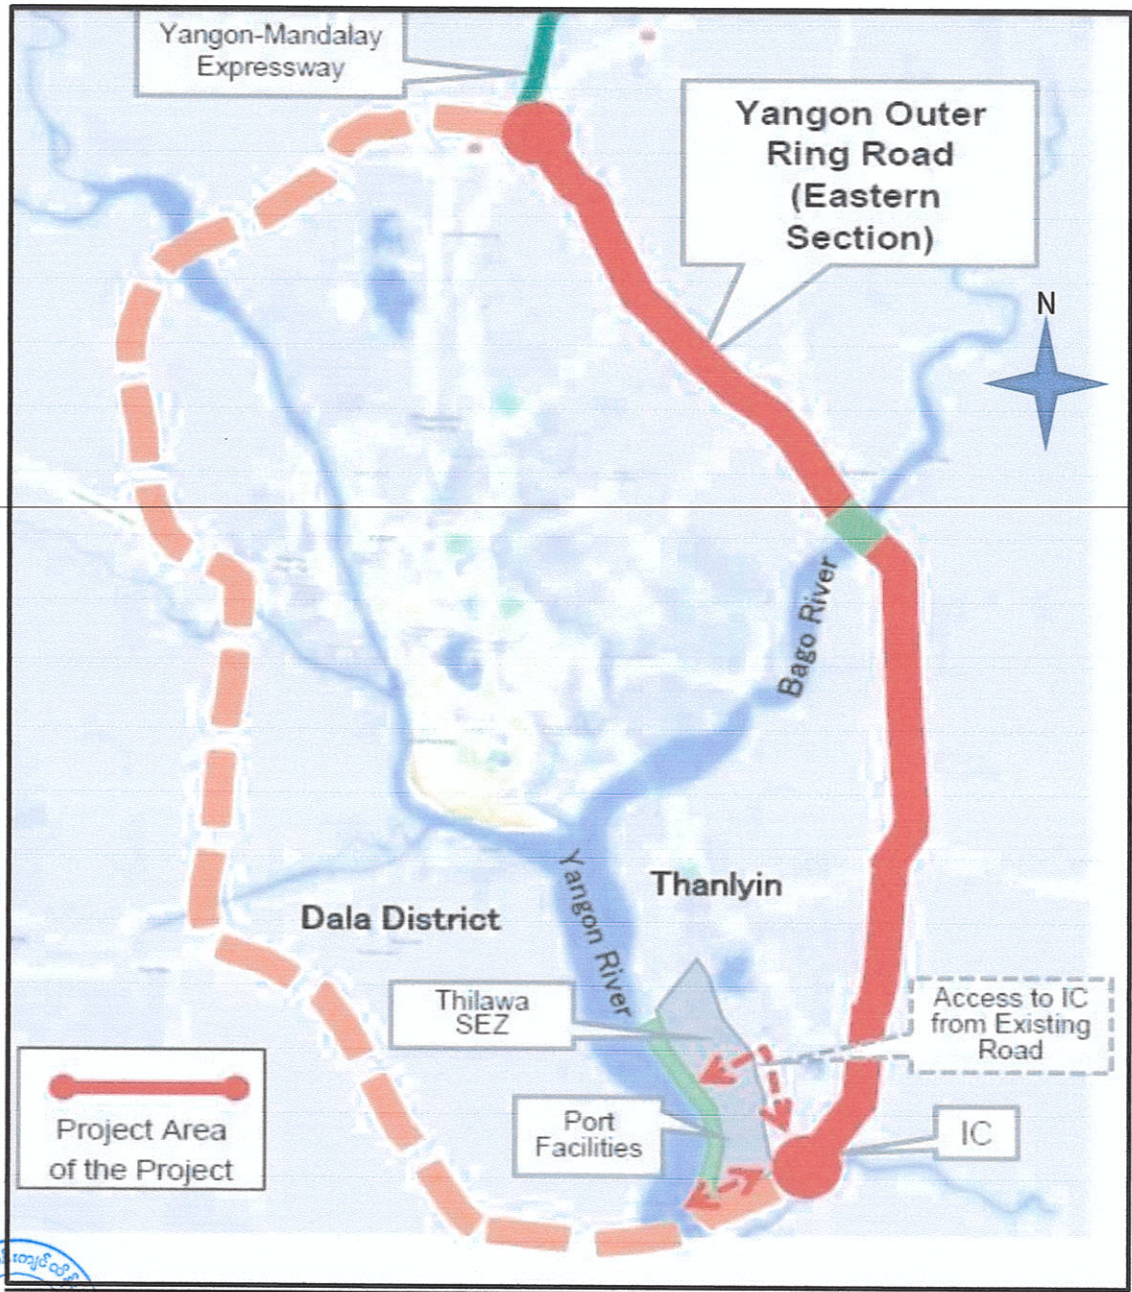 Yangon-Mandalay
Expressway
Yangon Outer
Ring Road
(Eastern
Section)
N
Bago River
Thanlyin
Yangon River
Dala District
Thilawa
SEZ
Access to IC
from Existing
Road
Port
Facilities
IC
Project Area
of the Project